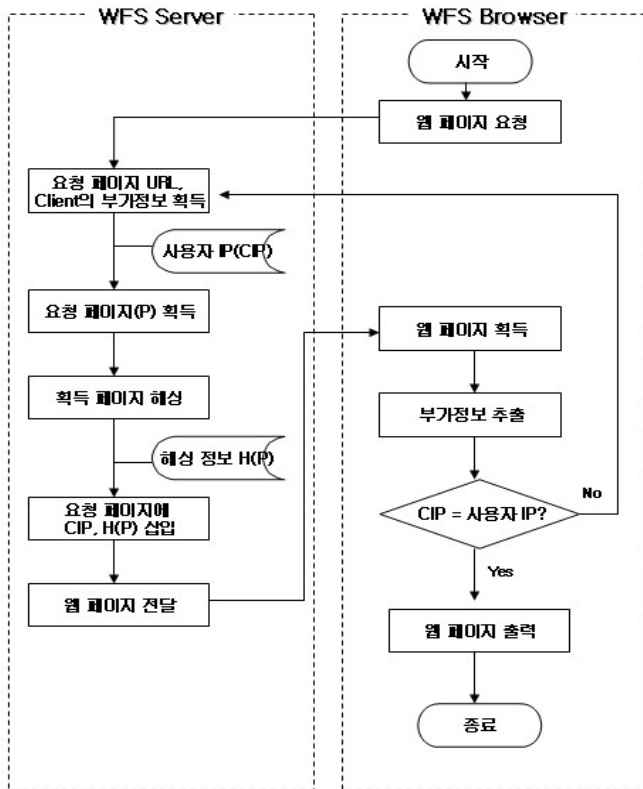 WFS Server
WFS Browser
시작
웹 페이지 요청
요청 페이지 URL,
Client의 부가정보 획득
사용자 IP(CIP)
요청 페이지(P) 획득
웹 페이지 획득
획득 페이지 해싱
부가정보 추출
해싱 정보 H(P)
요청 페이지에
CIP, H(P) 삽입
CIP = 사용자 IP?
No
Yes
웹 페이지 전달
웹 페이지 출력
종료